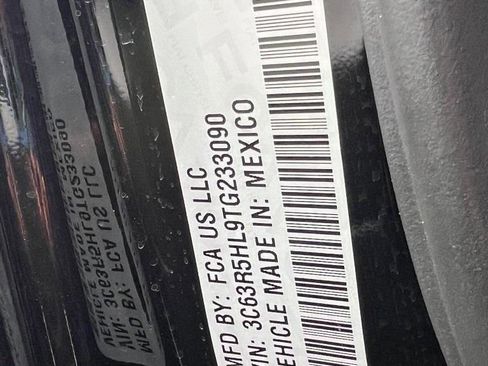 MFD BY: FCA US LLC
VIN: 3C63R5HL9TG233090
VEHICLE MADE IN: MEXICO